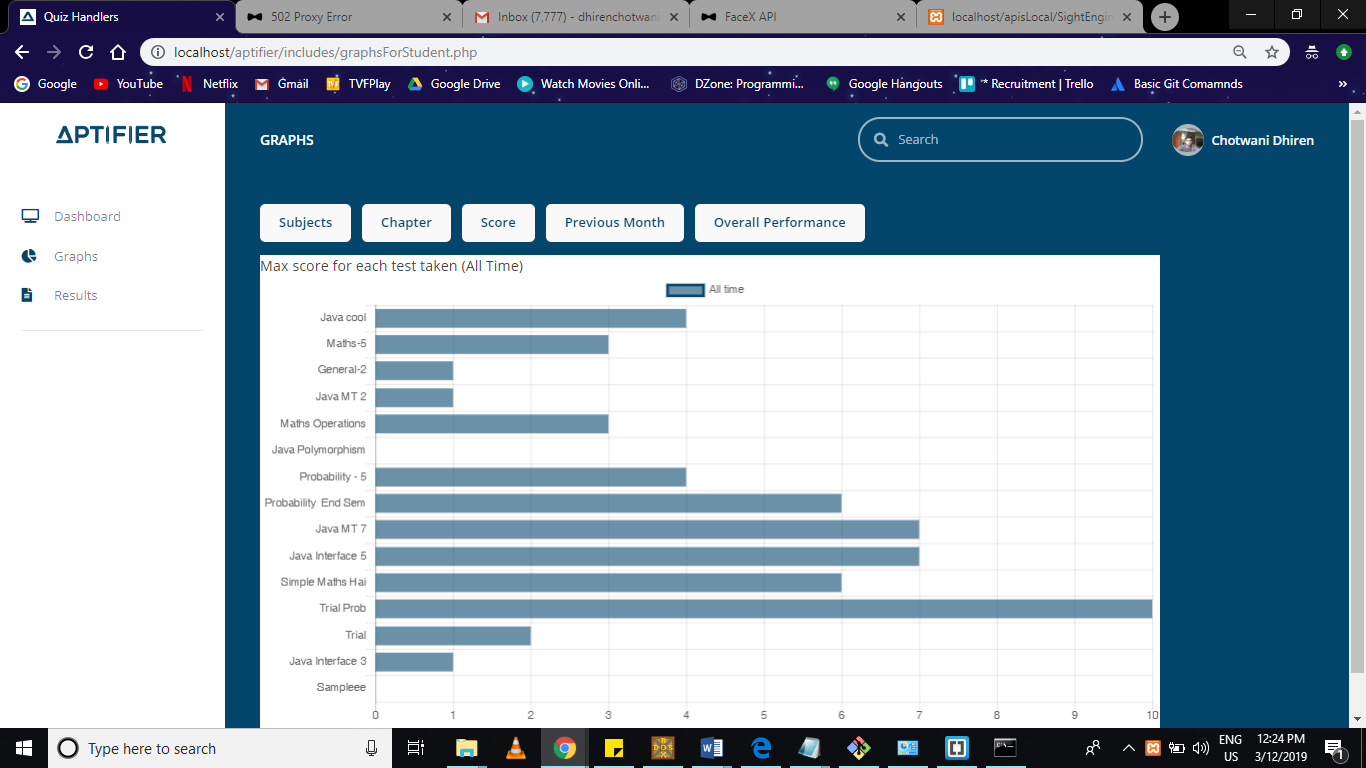 Quiz Handlers
502 Proxy Error
Inbox (7,777) - dhirenchotwani
FaceX API
localhost/apisLocal/SightEngin
localhost/aptifier/includes/graphsForStudent.php
Google YouTube Netflix Gmail TVFPlay Google Drive Watch Movies Onli... DZone: Programmi... Google Hangouts "* Recruitment | Trello Basic Git Comamnds »
APTIFIER
Dashboard
Graphs
Results
GRAPHS
Search
Chotwani Dhiren
Subjects Chapter Score Previous Month Overall Performance
Max score for each test taken (All Time)
All time
Java cool
Maths-5
General-2
Java MT 2
Maths Operations
Java Polymorphism
Probability - 5
Probability End Sem
Java MT 7
Java Interface 5
Simple Maths Hai
Trial Prob
Trial
Java Interface 3
Sampleee
0 1 2 3 4 5 6 7 8 9 10
Type here to search
ENG
US
12:24 PM
3/12/2019
1